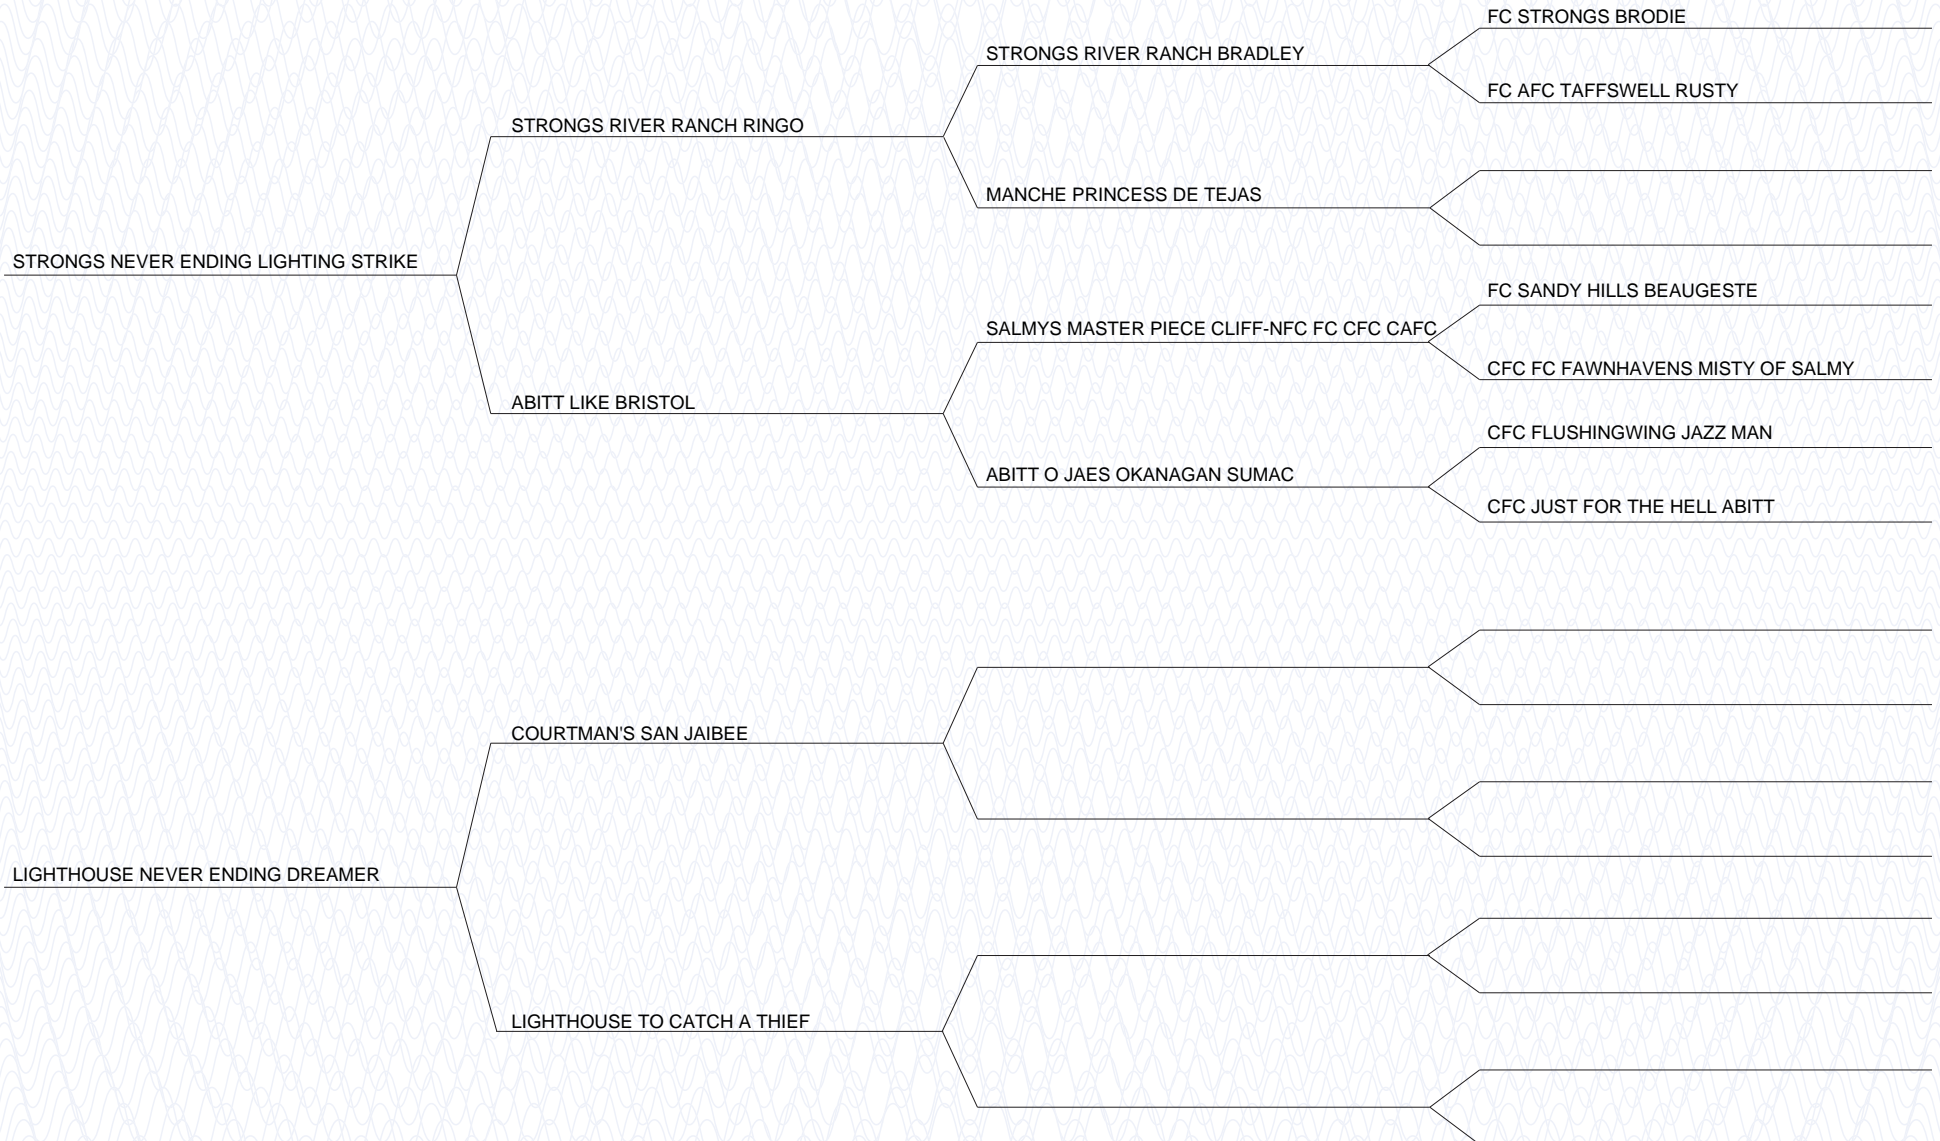 FC STRONGS BRODIE
STRONGS RIVER RANCH BRADLEY
FC AFC TAFFSWELL RUSTY
STRONGS RIVER RANCH RINGO
MANCHE PRINCESS DE TEJAS
STRONGS NEVER ENDING LIGHTING STRIKE
FC SANDY HILLS BEAUGESTE
SALMYS MASTER PIECE CLIFF-NFC FC CFC CAFC
CFC FC FAWNHAVENS MISTY OF SALMY
ABITT LIKE BRISTOL
CFC FLUSHINGWING JAZZ MAN
ABITT O JAES OKANAGAN SUMAC
CFC JUST FOR THE HELL ABITT
COURTMAN'S SAN JAIBEE
LIGHTHOUSE NEVER ENDING DREAMER
LIGHTHOUSE TO CATCH A THIEF